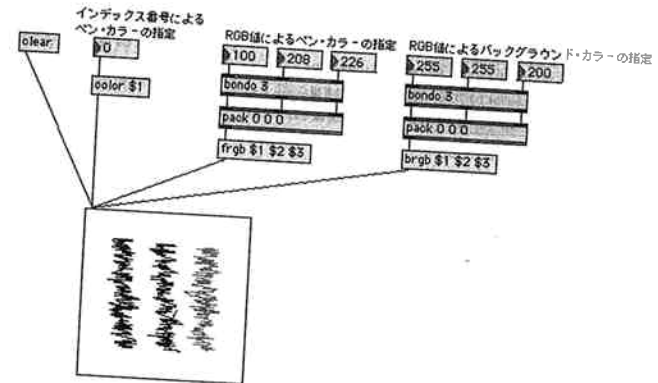 インデックス番号による
ペン・カラーの指定
RGB値によるペン・カラーの指定
RGB値によるバックグラウンド・カラーの指定
clear
0
100 208 226
255 255 200
color $1
bondo 3
bondo 3
pack 0 0 0
pack 0 0 0
frgb $1 $2 $3
brgb $1 $2 $3